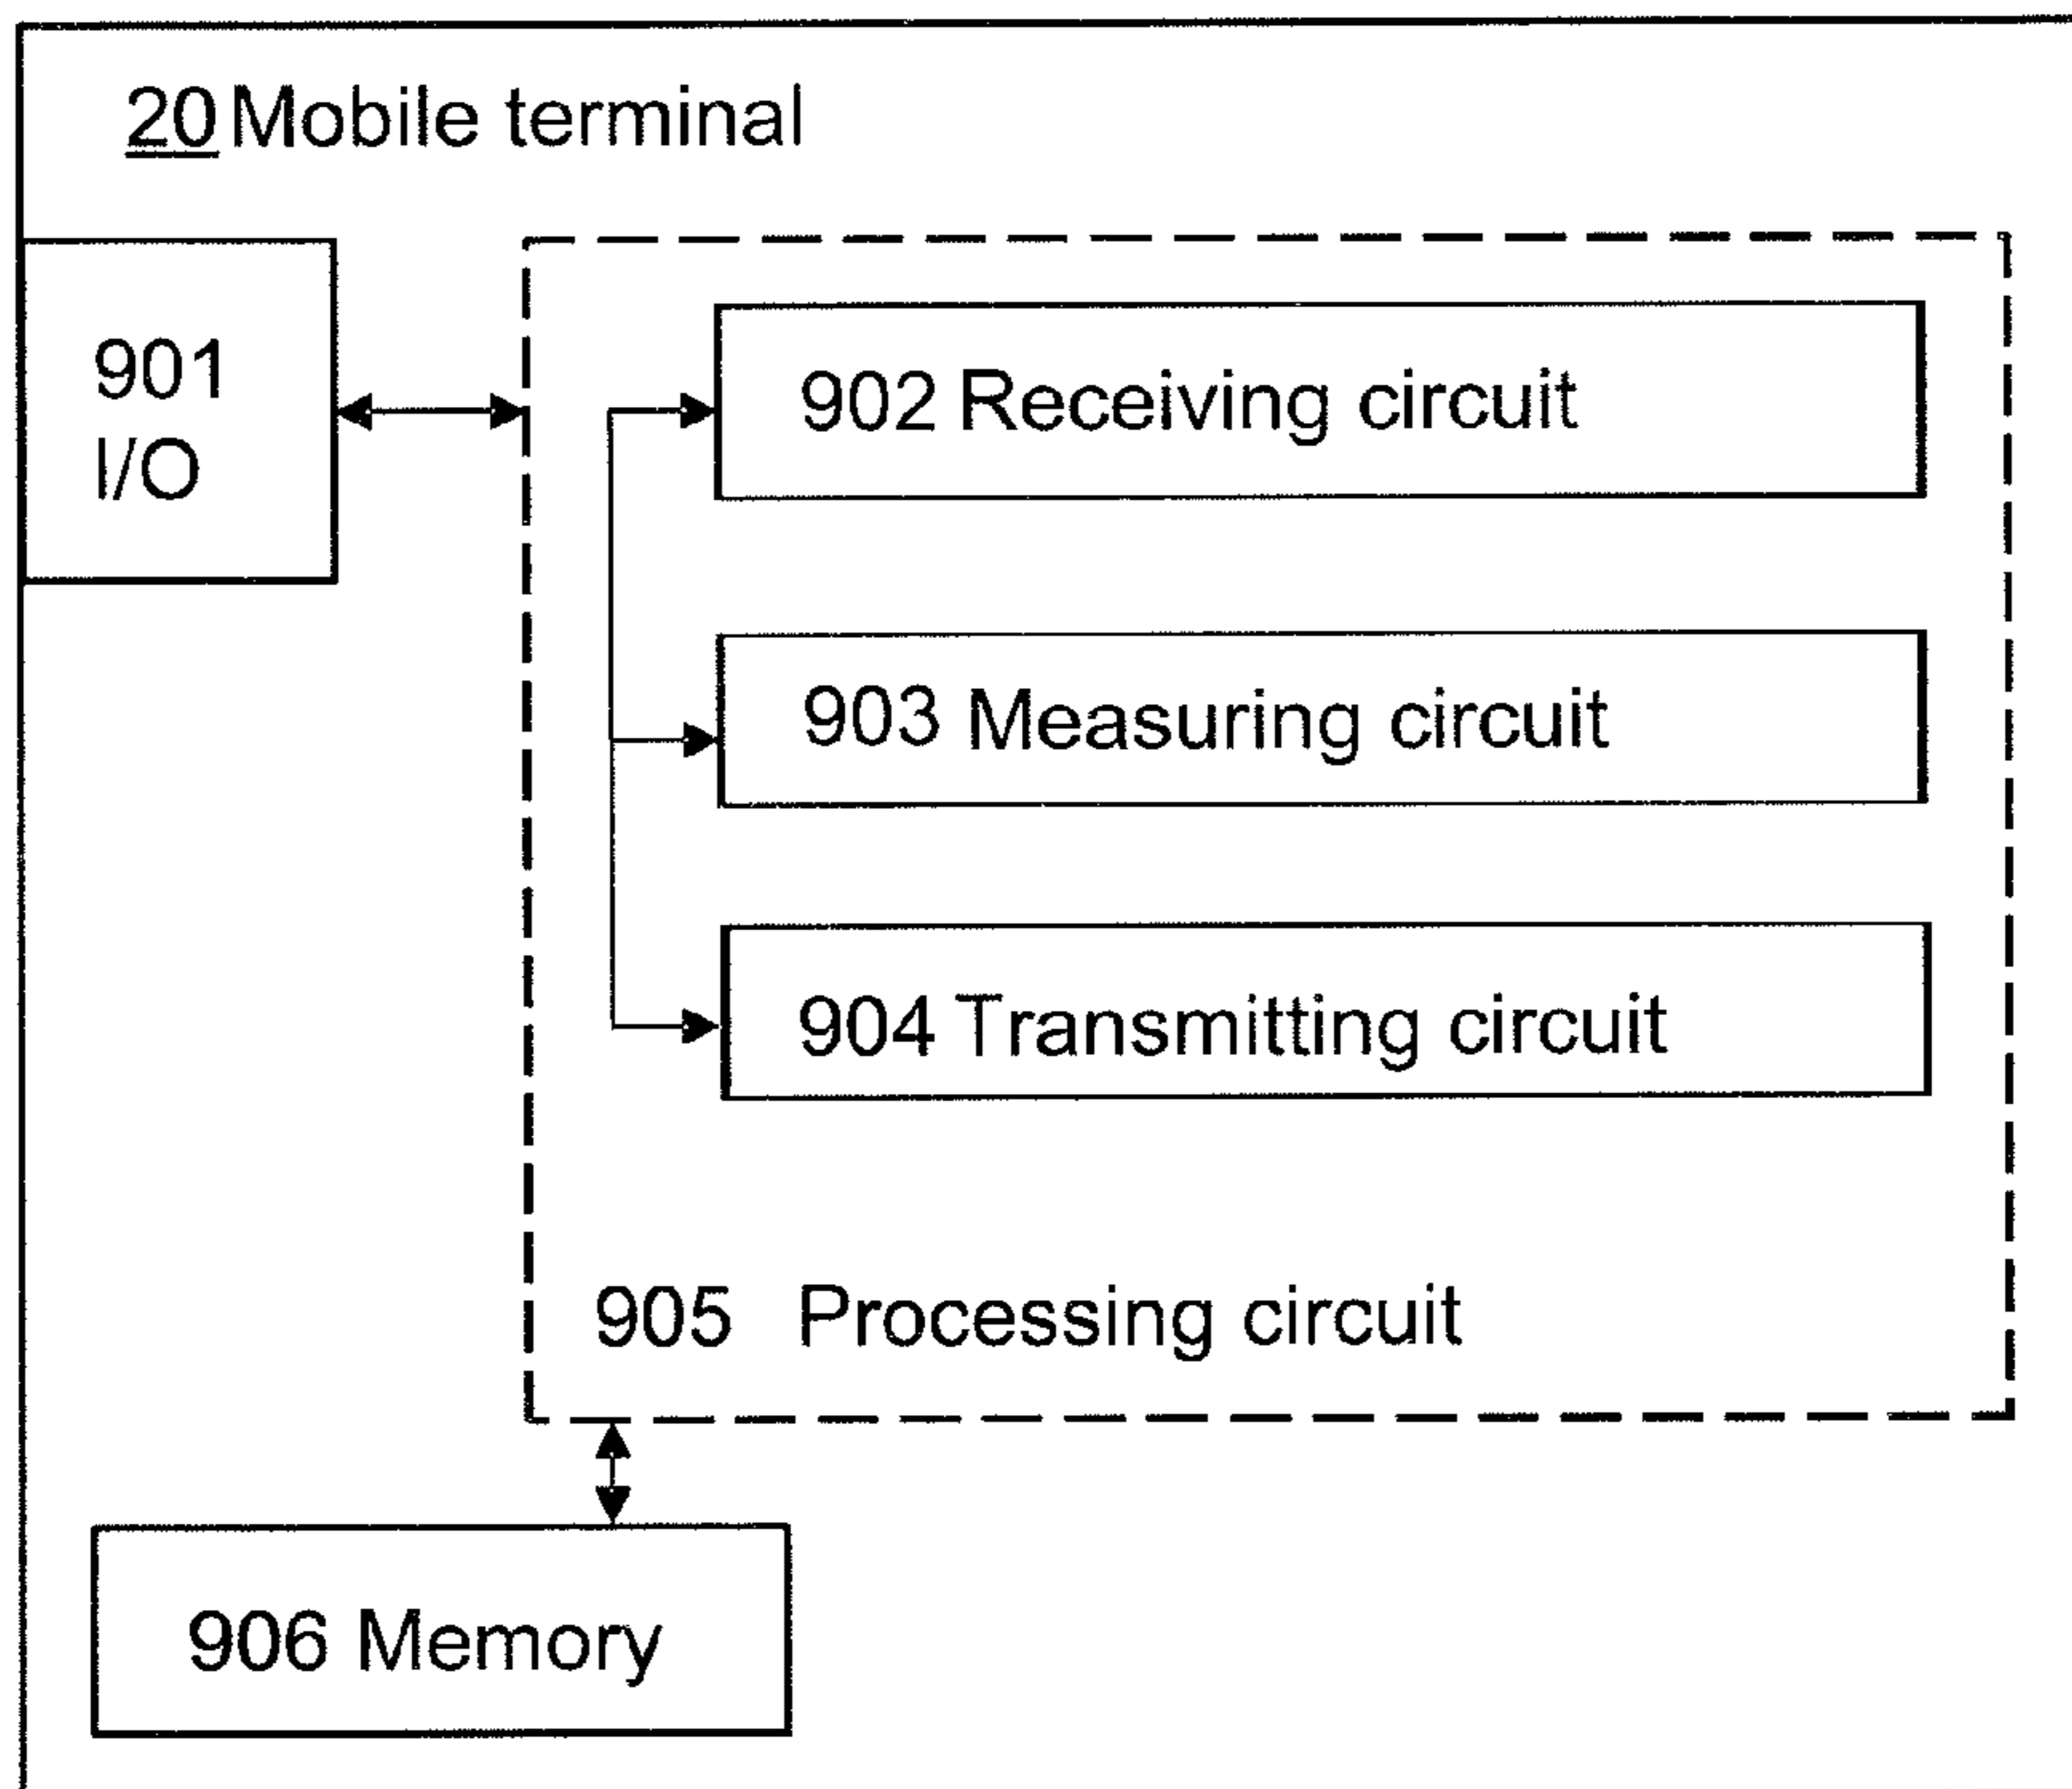 20 Mobile terminal
901
I/O
902 Receiving circuit
903 Measuring circuit
904 Transmitting circuit
905 Processing circuit
906 Memory